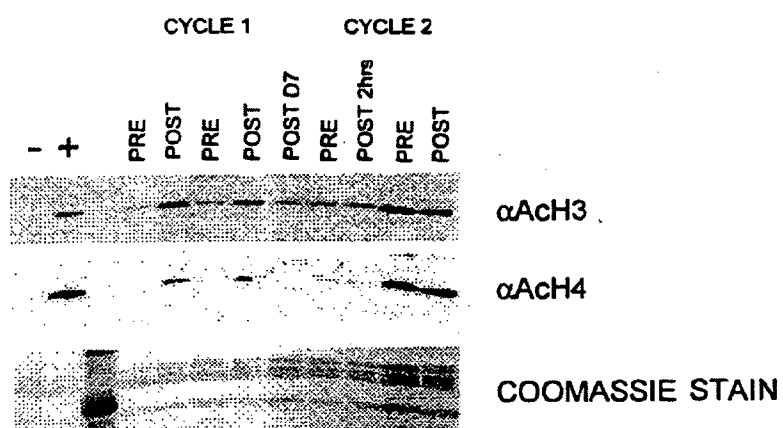 CYCLE 1 CYCLE 2
- + PRE POST PRE POST POST D7 PRE POST 2hrs PRE POST
αAcH3
αAcH4
COOMASSIE STAIN